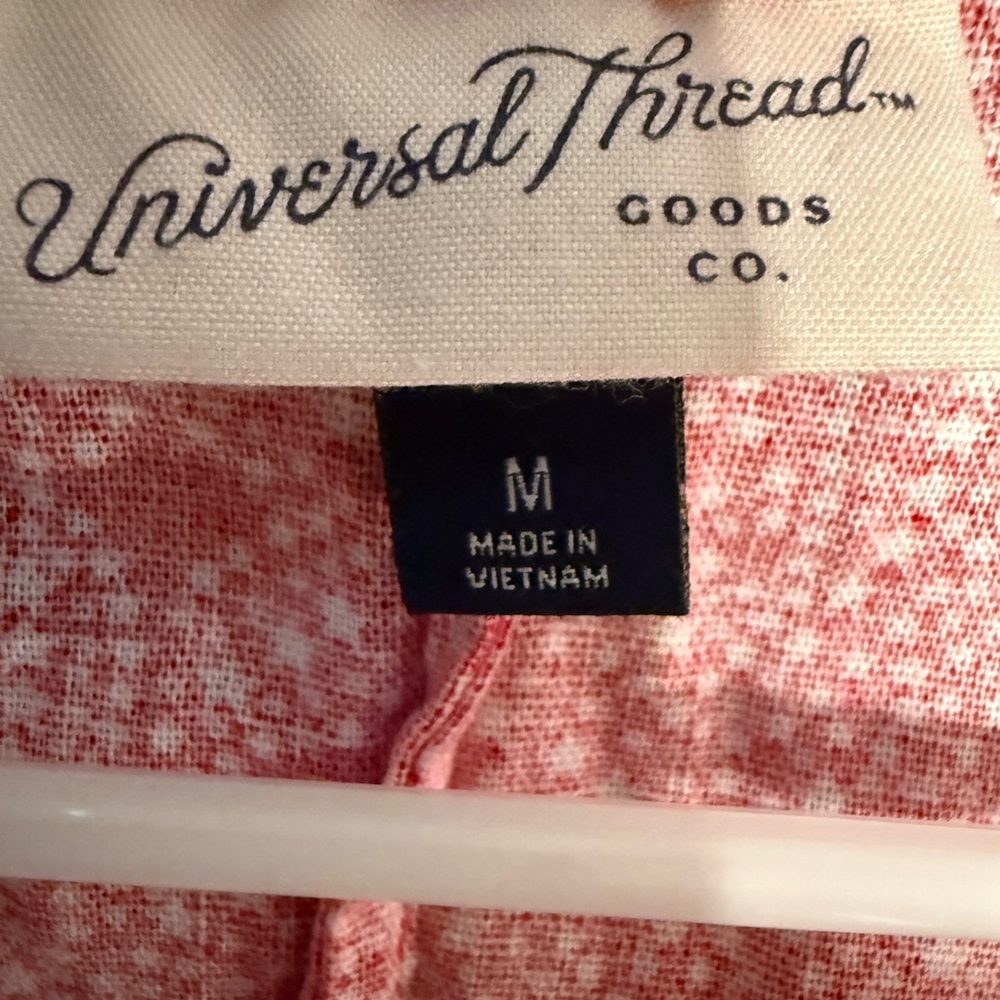 Universal Thread™
GOODS
CO.
M
MADE IN
VIETNAM